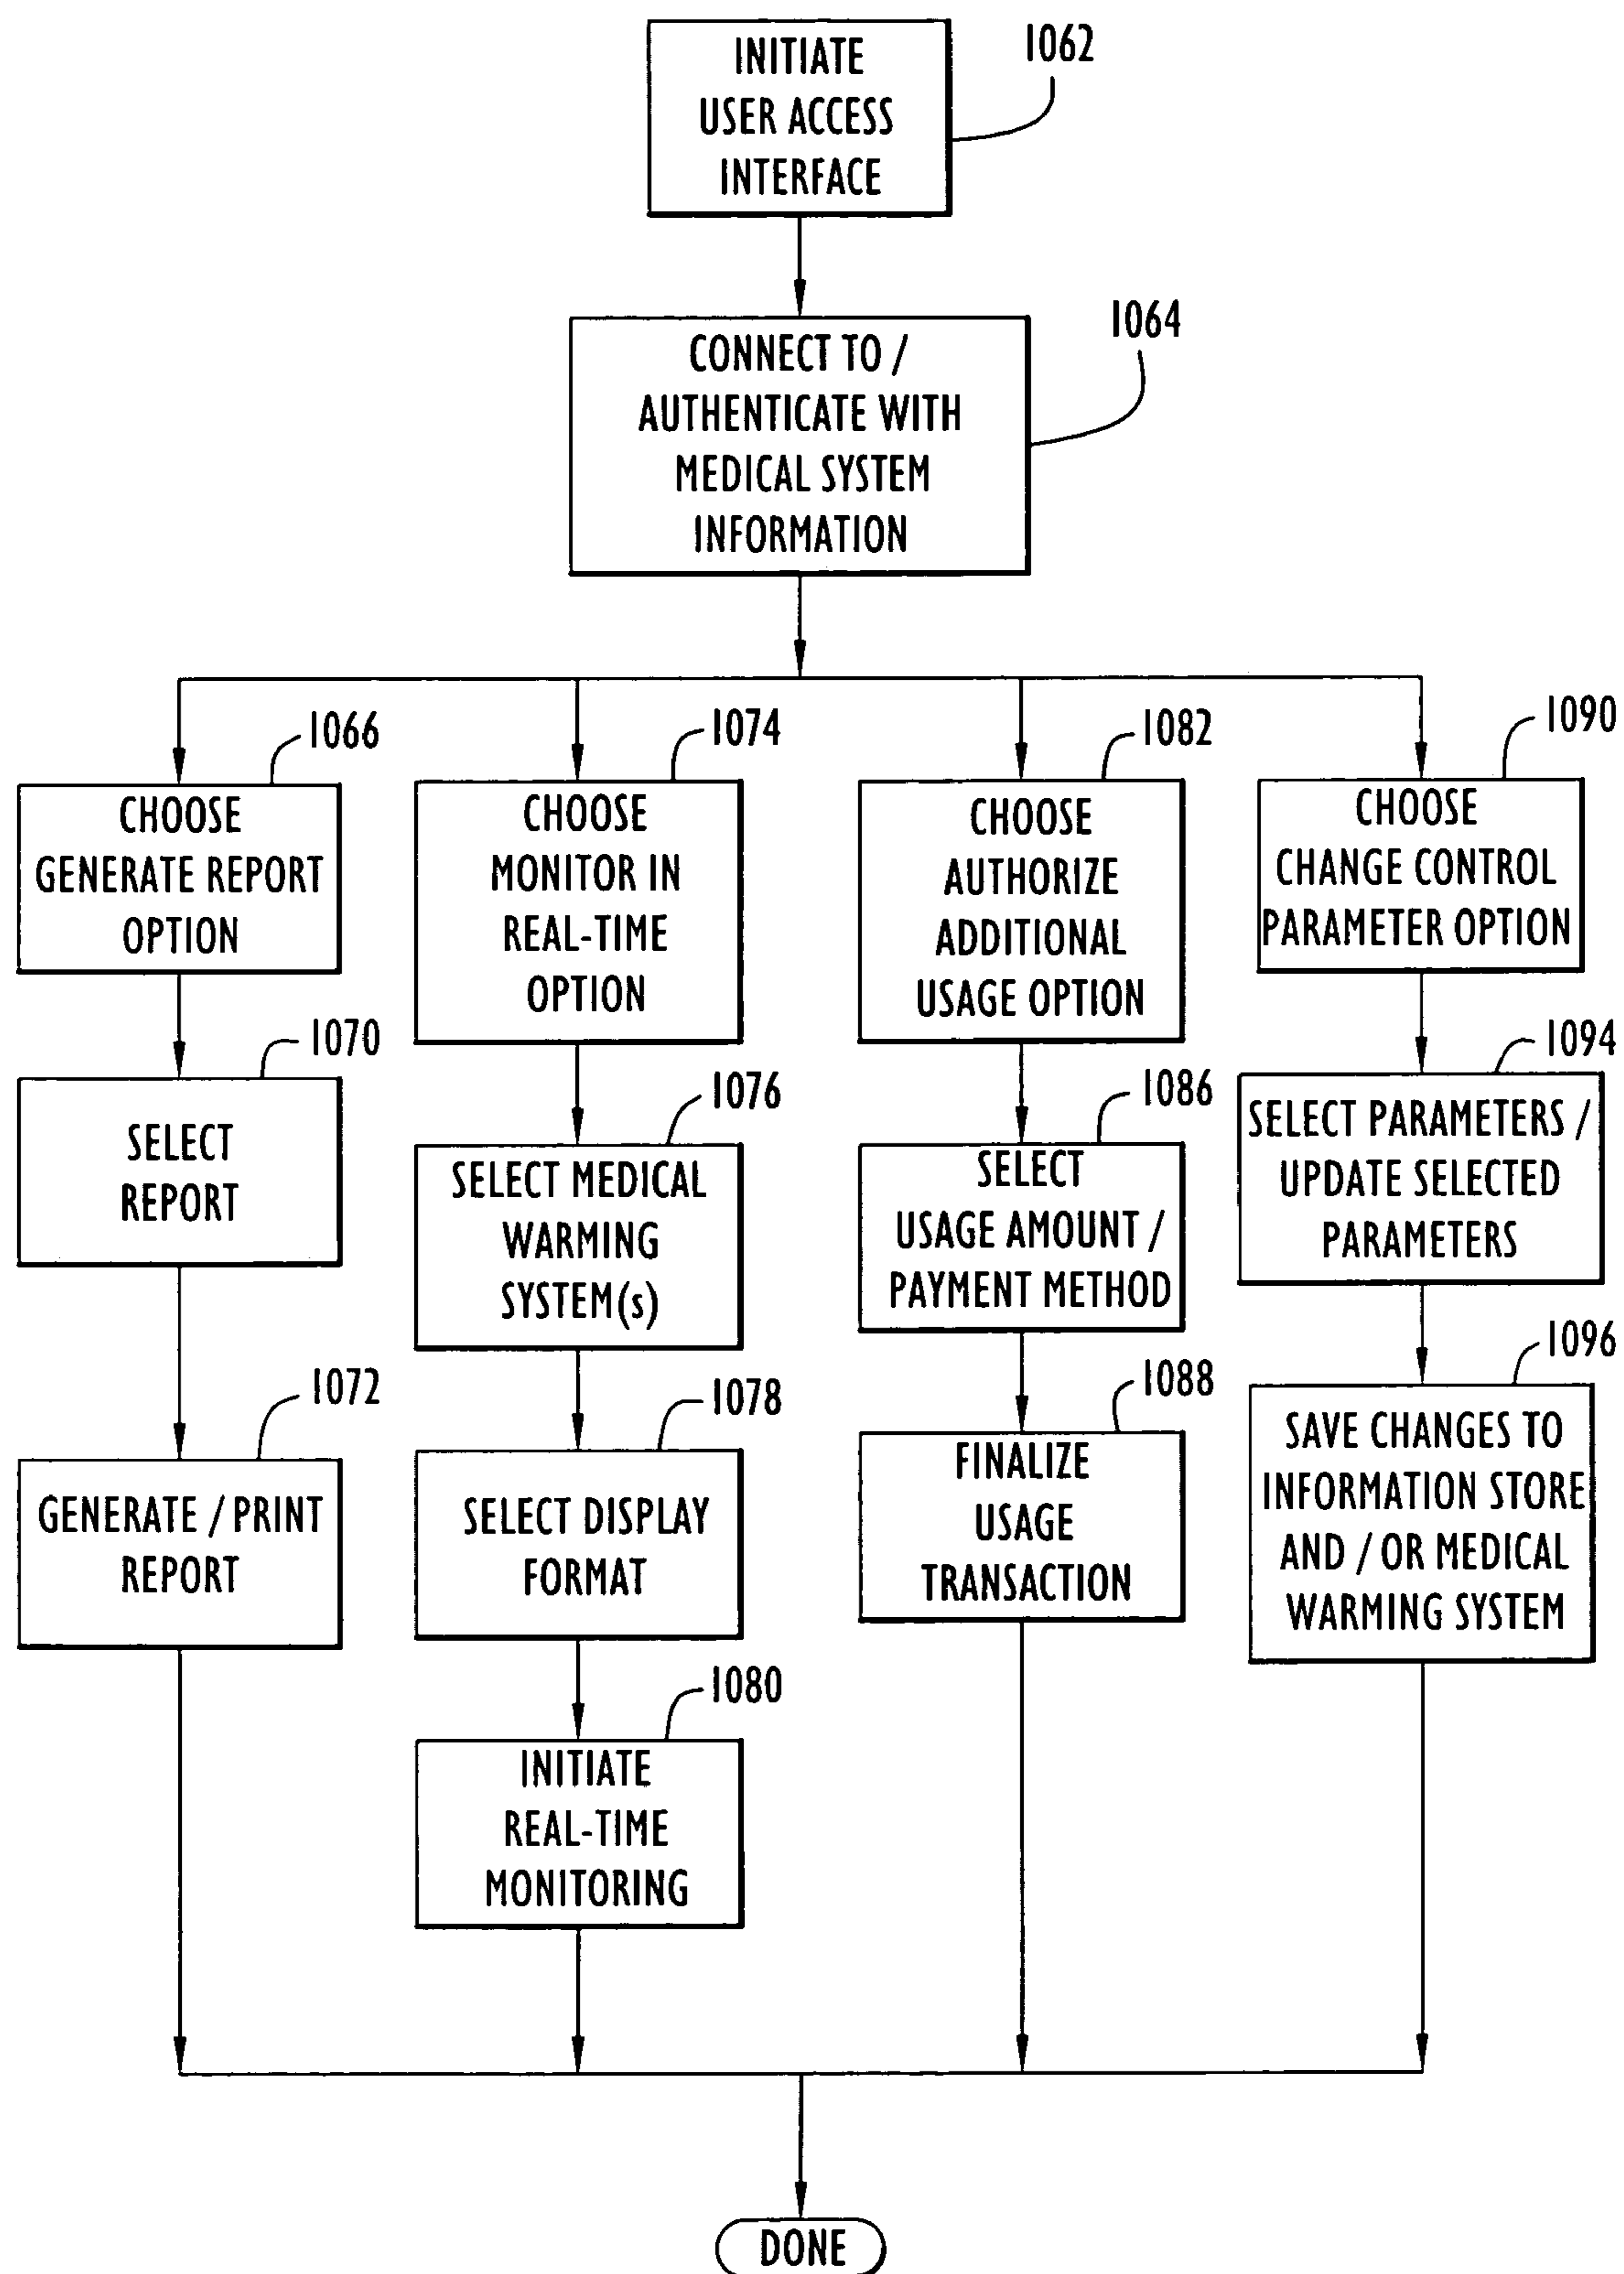 INITIATE
USER ACCESS
INTERFACE
1062
CONNECT TO /
AUTHENTICATE WITH
MEDICAL SYSTEM
INFORMATION
1064
1066
CHOOSE
GENERATE REPORT
OPTION
1070
SELECT
REPORT
1072
GENERATE / PRINT
REPORT
1074
CHOOSE
MONITOR IN
REAL-TIME
OPTION
1076
SELECT MEDICAL
WARMING
SYSTEM(s)
1078
SELECT DISPLAY
FORMAT
1080
INITIATE
REAL-TIME
MONITORING
1082
CHOOSE
AUTHORIZE
ADDITIONAL
USAGE OPTION
1086
SELECT
USAGE AMOUNT /
PAYMENT METHOD
1088
FINALIZE
USAGE
TRANSACTION
1090
CHOOSE
CHANGE CONTROL
PARAMETER OPTION
1094
SELECT PARAMETERS /
UPDATE SELECTED
PARAMETERS
1096
SAVE CHANGES TO
INFORMATION STORE
AND / OR MEDICAL
WARMING SYSTEM
DONE